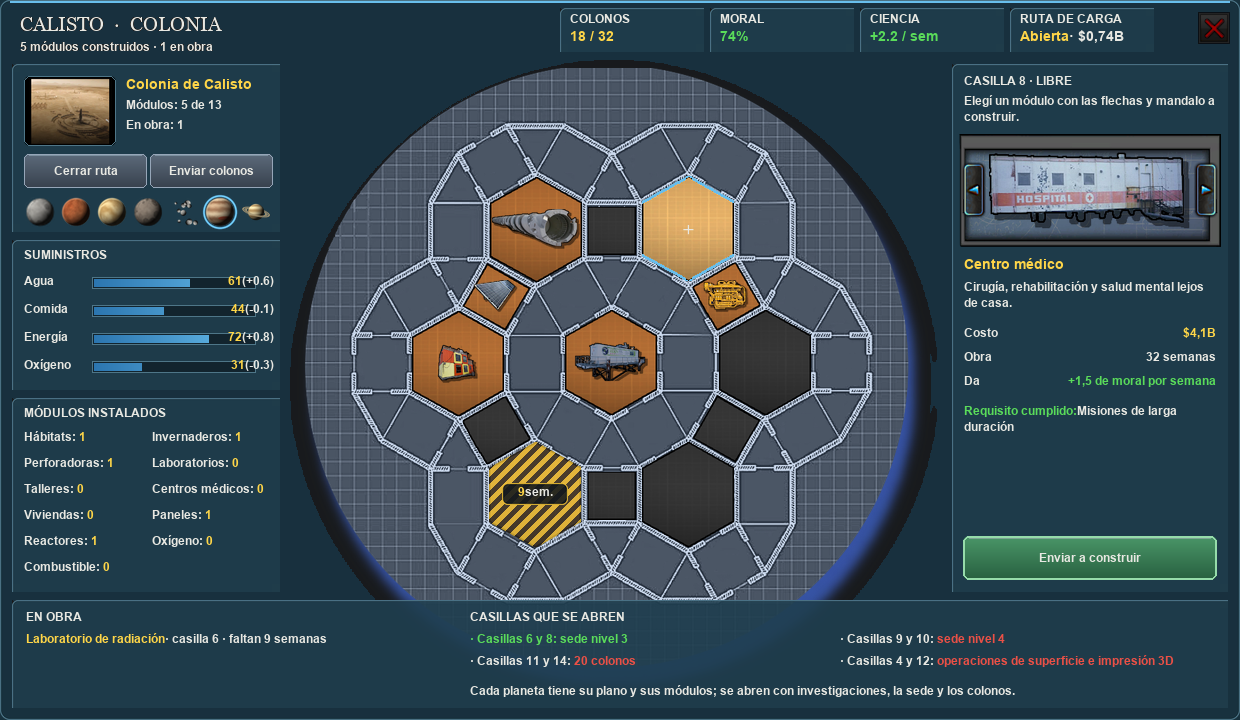 CALISTO · COLONIA
5 módulos construidos · 1 en obra
COLONOS
18 / 32
MORAL
74%
CIENCIA
+2.2 / sem
RUTA DE CARGA
Abierta· $0,74B
Colonia de Calisto
Módulos: 5 de 13
En obra: 1
Cerrar ruta
Enviar colonos
SUMINISTROS
Agua 61(+0.6)
Comida 44(-0.1)
Energía 72(+0.8)
Oxígeno 31(-0.3)
MÓDULOS INSTALADOS
Hábitats: 1 Invernaderos: 1
Perforadoras: 1 Laboratorios: 0
Talleres: 0 Centros médicos: 0
Viviendas: 0 Paneles: 1
Reactores: 1 Oxígeno: 0
Combustible: 0
9sem.
CASILLA 8 · LIBRE
Elegí un módulo con las flechas y mandalo a
construir.
HOSPITAL
Centro médico
Cirugía, rehabilitación y salud mental lejos
de casa.
Costo $4,1B
Obra 32 semanas
Da +1,5 de moral por semana
Requisito cumplido:Misiones de larga
duración
Enviar a construir
EN OBRA
Laboratorio de radiación· casilla 6 · faltan 9 semanas
CASILLAS QUE SE ABREN
· Casillas 6 y 8: sede nivel 3
· Casillas 9 y 10: sede nivel 4
· Casillas 11 y 14: 20 colonos
· Casillas 4 y 12: operaciones de superficie e impresión 3D
Cada planeta tiene su plano y sus módulos; se abren con investigaciones, la sede y los colonos.